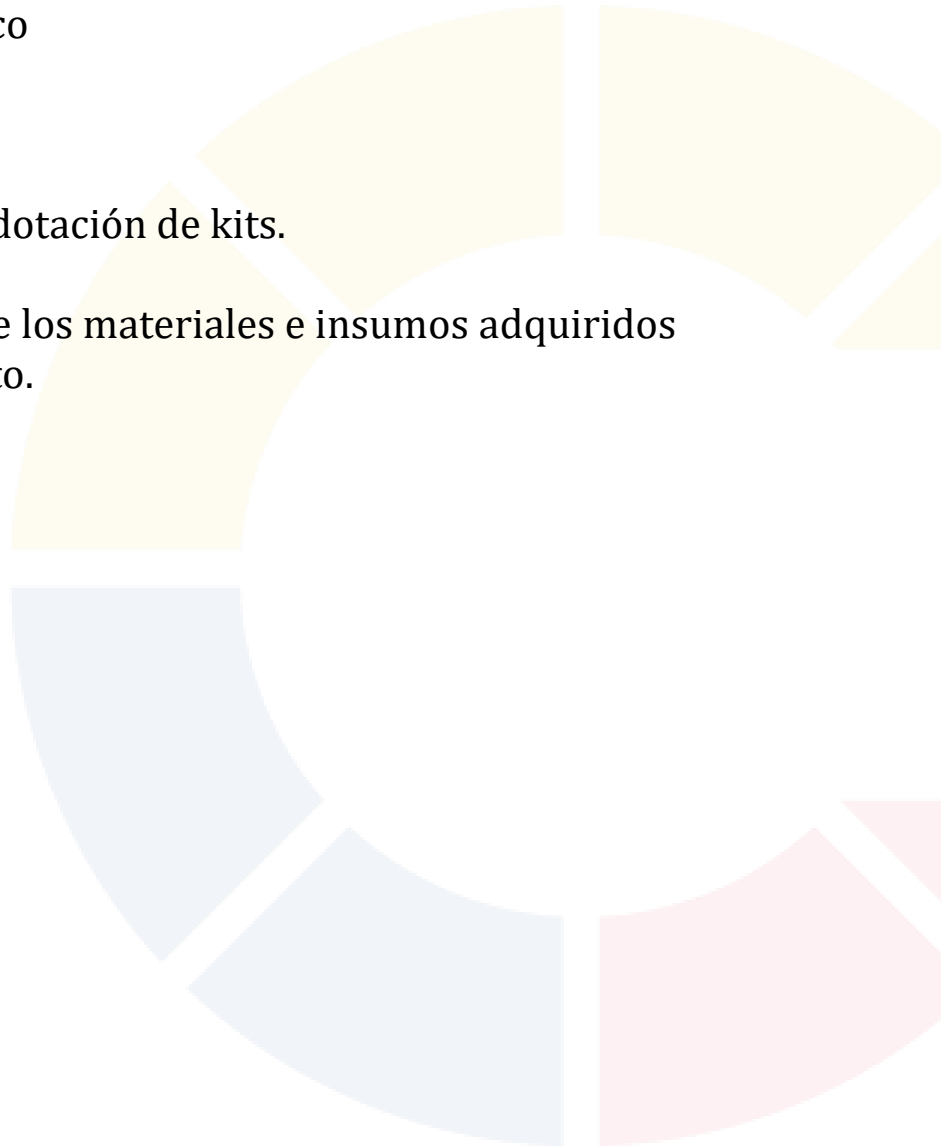 co
dotación de kits.
e los materiales e insumos adquiridos
to.